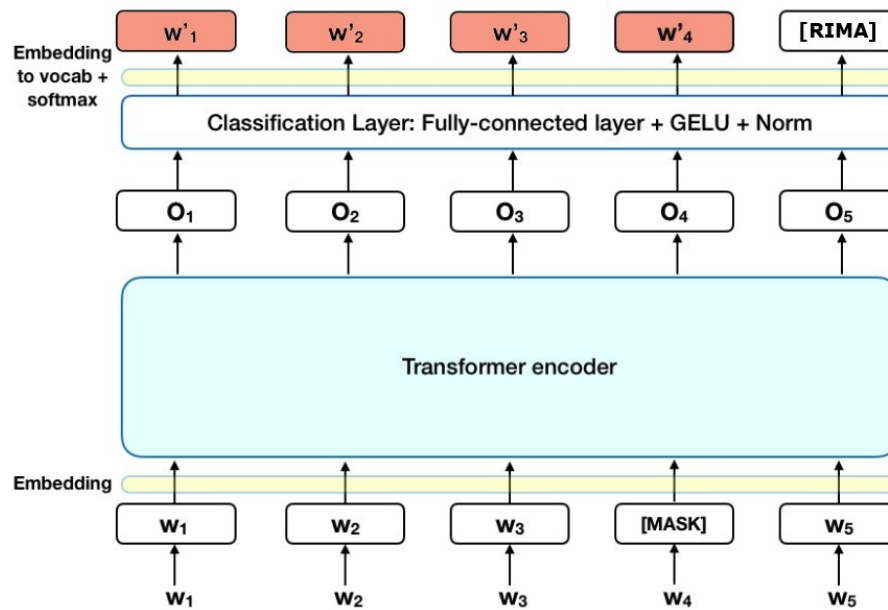 w'₁ w'₂ w'₃ w'₄ [RIMA]
Embedding
to vocab +
softmax
Classification Layer: Fully-connected layer + GELU + Norm
O₁ O₂ O₃ O₄ O₅
Transformer encoder
Embedding
w₁ w₂ w₃ [MASK] w₅
w₁ w₂ w₃ w₄ w₅